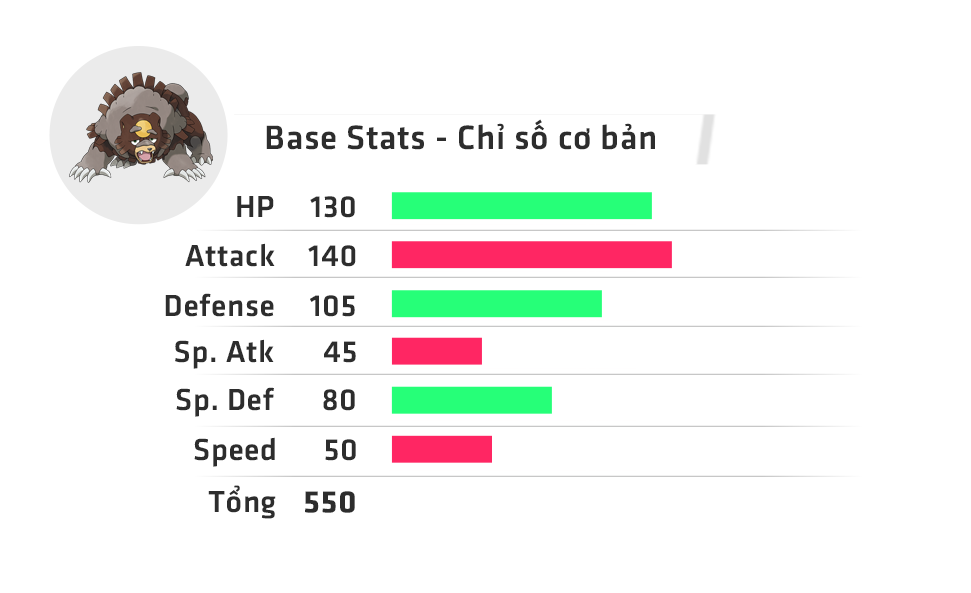 Base Stats - Chỉ số cơ bản
HP 130
Attack 140
Defense 105
Sp. Atk 45
Sp. Def 80
Speed 50
Tổng 550